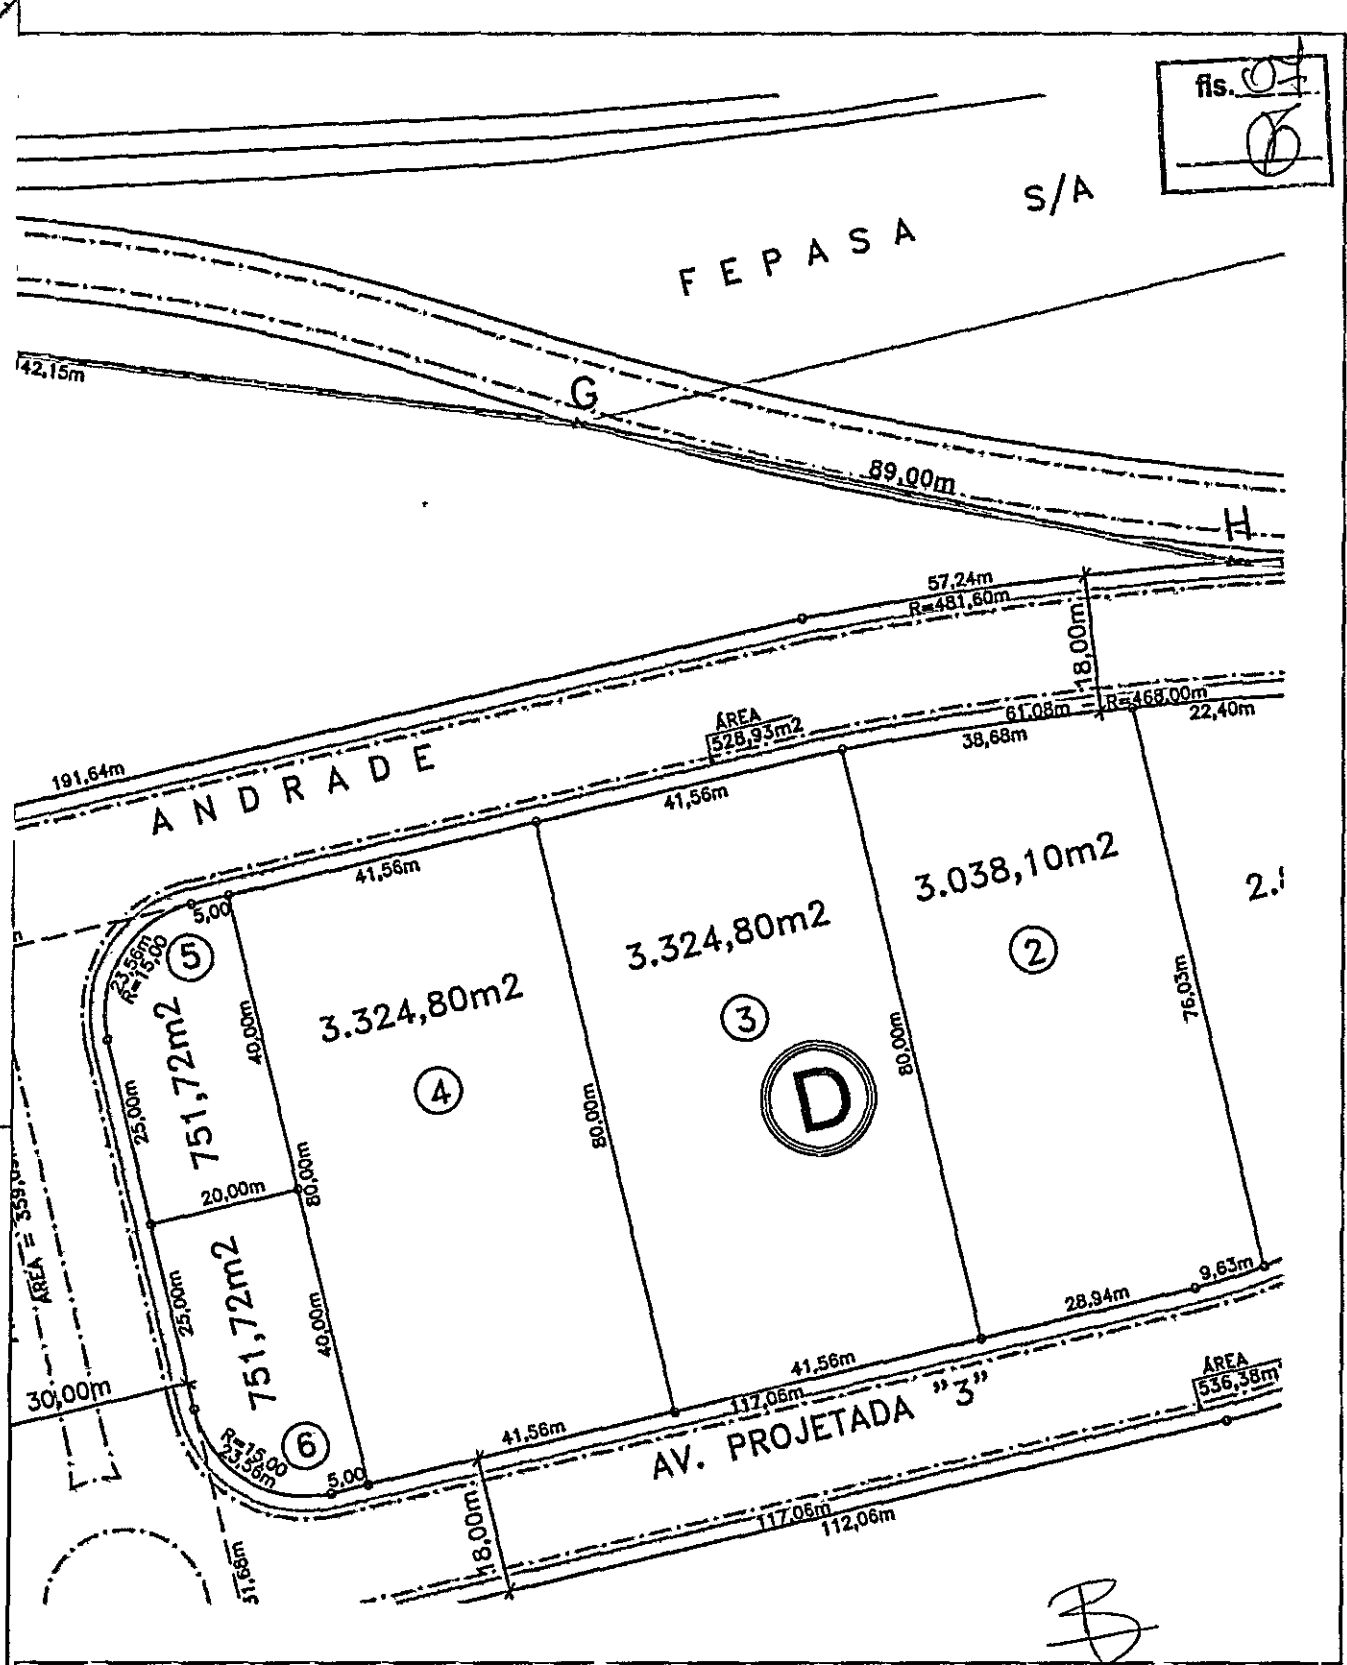 fls. 07
S/A
FEPASA
42,15m
G
89,00m
H
57,24m
R=481,60m
18,00m
R=468,00m
61,08m
22,40m
38,68m
ÁREA
528,93m2
191,64m
ANDRADE
41,56m
41,56m
5,00
23,56m
R=15,00
5
3.038,10m2
2
3.324,80m2
3
3.324,80m2
4
751,72m2
40,00m
25,00m
80,00m
80,00m
80,00m
76,03m
D
20,00m
751,72m2
40,00m
25,00m
6
R=15,00
23,56m
5,00
30,00m
ÁREA = 359,
9,63m
28,94m
41,56m
117,06m
41,56m
ÁREA
536,38m
AV. PROJETADA "3"
18,00m
117,06m
112,06m
31,68m